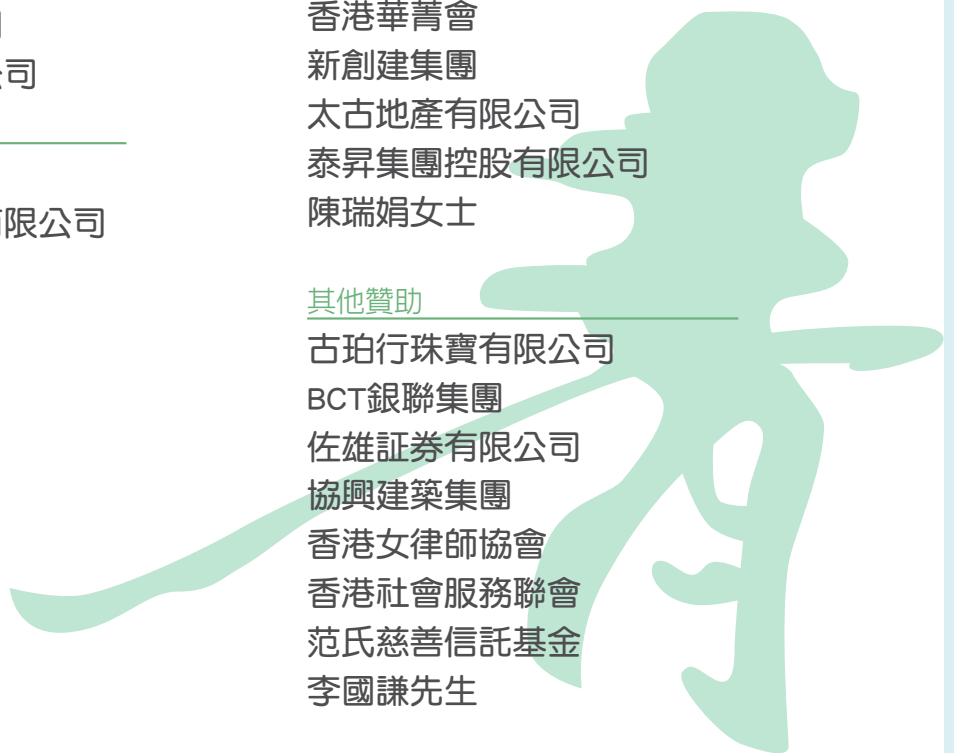 公司
有限公司
香港華菁會
新創建集團
太古地產有限公司
泰昇集團控股有限公司
陳瑞娟女士
其他贊助
古珀行珠寶有限公司
BCT銀聯集團
佐雄証券有限公司
協興建築集團
香港女律師協會
香港社會服務聯會
范氏慈善信託基金
李國謙先生
青